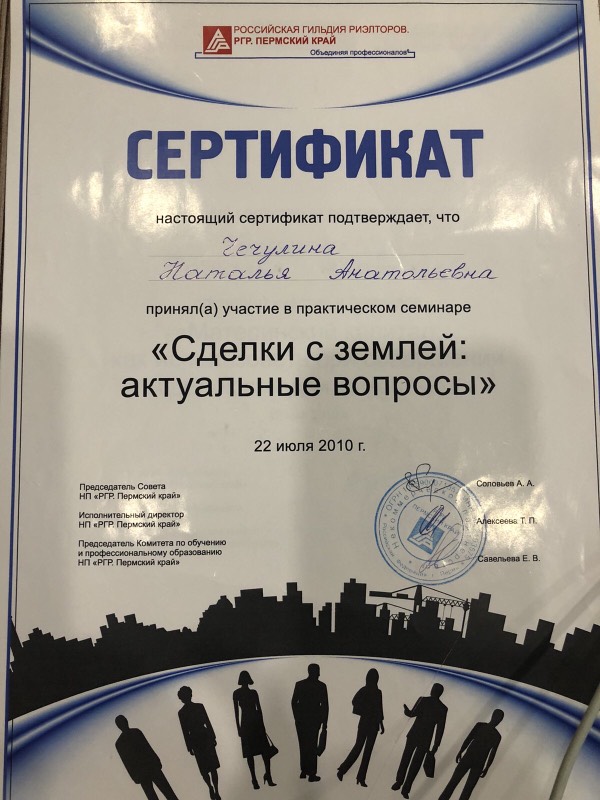 РОССИЙСКАЯ ГИЛЬДИЯ РИЭЛТОРОВ.
РГР. ПЕРМСКИЙ КРАЙ
Объединяя профессионалов
СЕРТИФИКАТ
настоящий сертификат подтверждает, что
Чечулина
Наталья Анатольевна
принял(а) участие в практическом семинаре
«Сделки с землей:
актуальные вопросы»
22 июля 2010 г.
Председатель Совета
НП «РГР. Пермский край»
Соловьев А. А.
Исполнительный директор
НП «РГР. Пермский край»
Алексеева Т. П.
Председатель Комитета по обучению
и профессиональному образованию
НП «РГР. Пермский край»
Савельева Е. В.